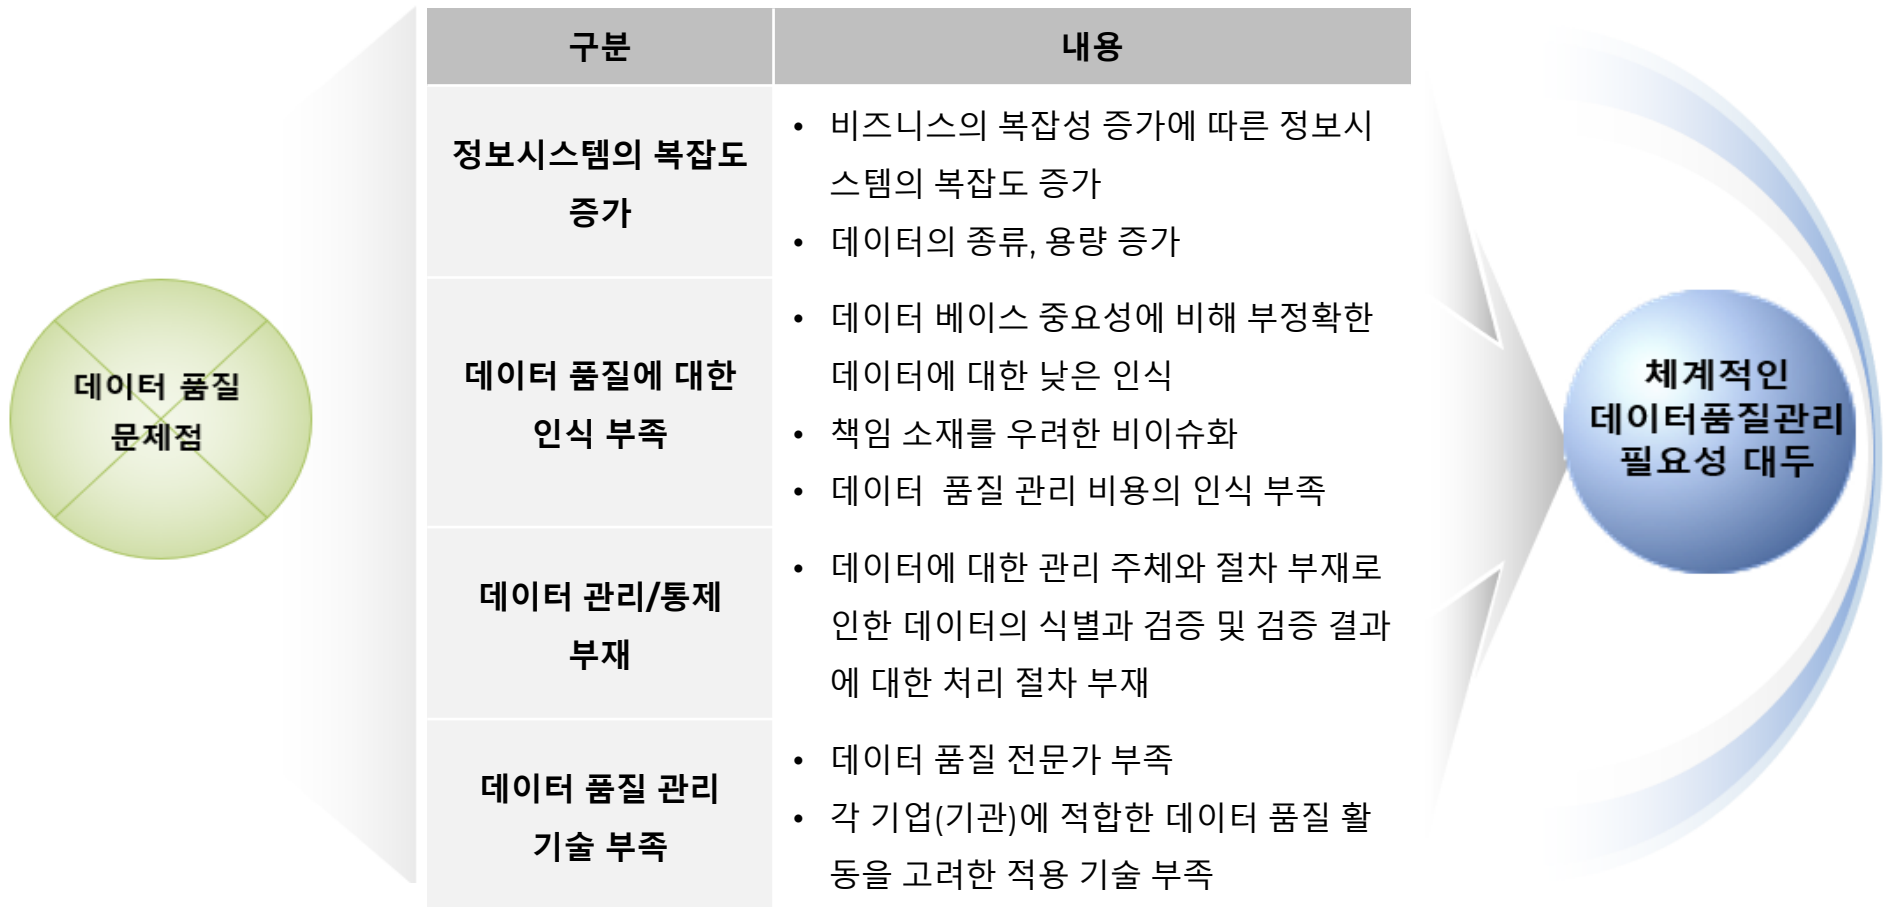 데이터 품질
문제점
구분
내용
정보시스템의 복잡도
증가
• 비즈니스의 복잡성 증가에 따른 정보시
스템의 복잡도 증가
• 데이터의 종류, 용량 증가
데이터 품질에 대한
인식 부족
• 데이터 베이스 중요성에 비해 부정확한
데이터에 대한 낮은 인식
• 책임 소재를 우려한 비이슈화
• 데이터  품질 관리 비용의 인식 부족
데이터 관리/통제
부재
• 데이터에 대한 관리 주체와 절차 부재로
인한 데이터의 식별과 검증 및 검증 결과
에 대한 처리 절차 부재
데이터 품질 관리
기술 부족
• 데이터 품질 전문가 부족
• 각 기업(기관)에 적합한 데이터 품질 활
동을 고려한 적용 기술 부족
체계적인
데이터품질관리
필요성 대두